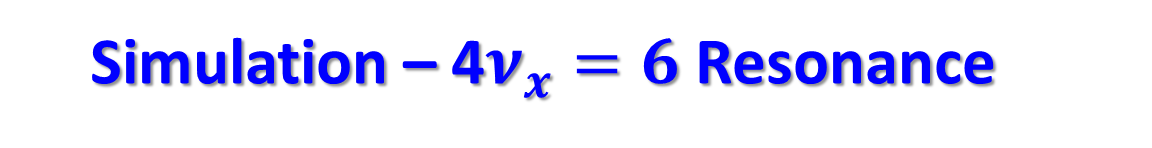 Simulation – 4νₓ = 6 Resonance